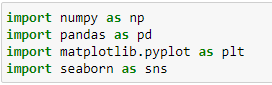 import numpy as np
import pandas as pd
import matplotlib.pyplot as plt
import seaborn as sns